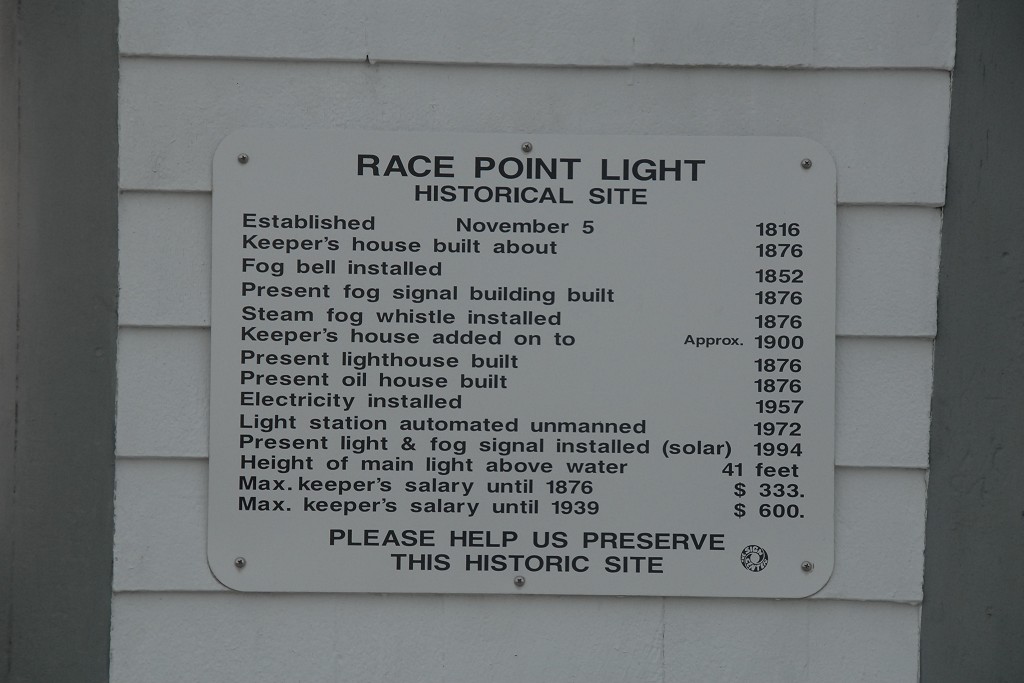 RACE POINT LIGHT
HISTORICAL SITE
Established November 5 1816
Keeper's house built about 1876
Fog bell installed 1852
Present fog signal building built 1876
Steam fog whistle installed 1876
Keeper's house added on to Approx. 1900
Present lighthouse built 1876
Present oil house built 1876
Electricity installed 1957
Light station automated unmanned 1972
Present light & fog signal installed (solar) 1994
Height of main light above water 41 feet
Max. keeper's salary until 1876 $ 333.
Max. keeper's salary until 1939 $ 600.
PLEASE HELP US PRESERVE
THIS HISTORIC SITE